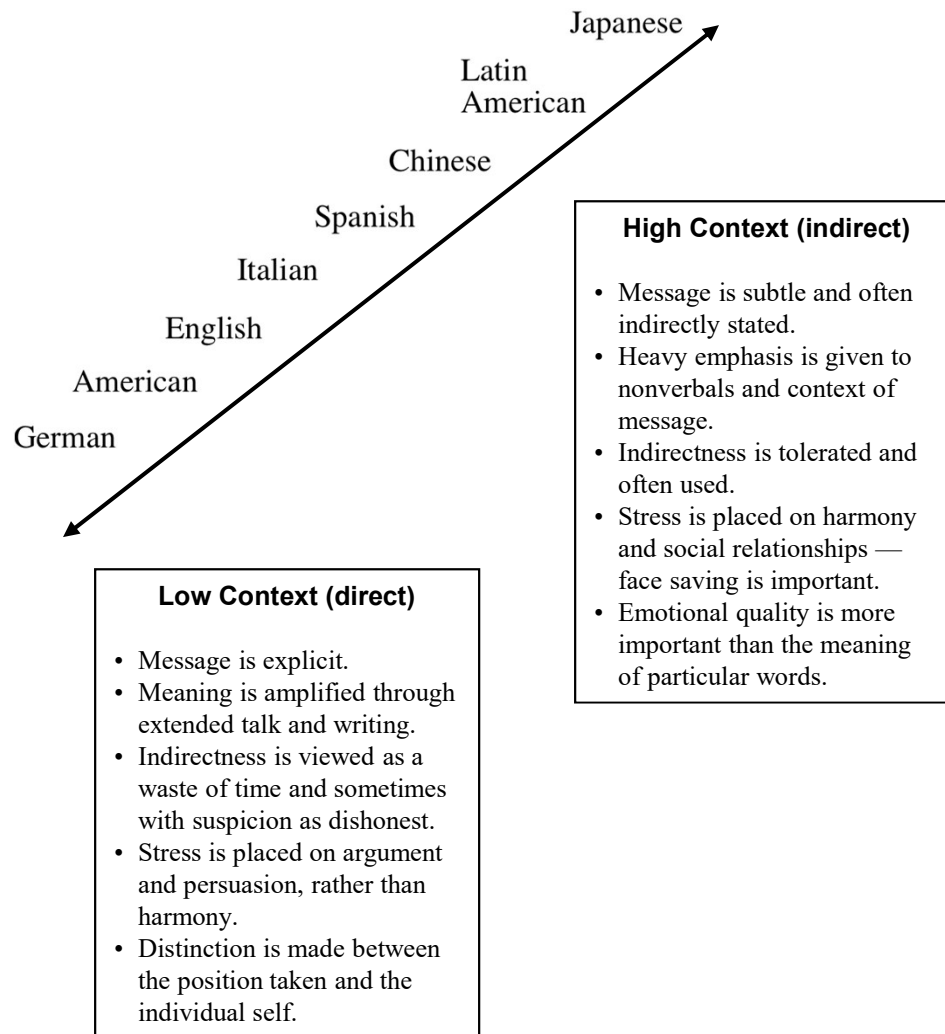 Japanese
Latin
American
Chinese
Spanish
Italian
English
American
German
High Context (indirect)
• Message is subtle and often
indirectly stated.
• Heavy emphasis is given to
nonverbals and context of
message.
• Indirectness is tolerated and
often used.
• Stress is placed on harmony
and social relationships —
face saving is important.
• Emotional quality is more
important than the meaning
of particular words.
Low Context (direct)
• Message is explicit.
• Meaning is amplified through
extended talk and writing.
• Indirectness is viewed as a
waste of time and sometimes
with suspicion as dishonest.
• Stress is placed on argument
and persuasion, rather than
harmony.
• Distinction is made between
the position taken and the
individual self.